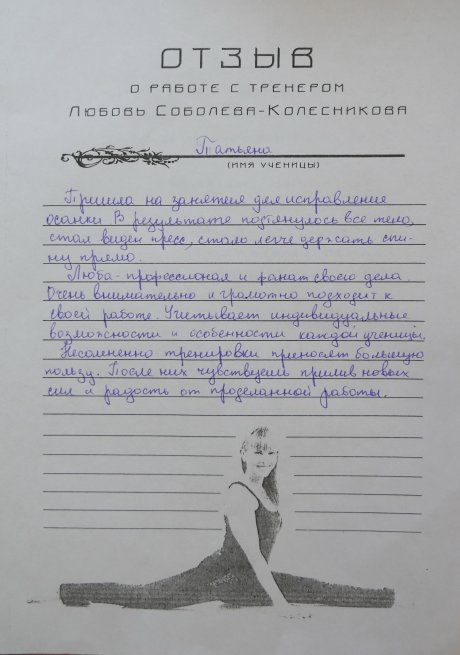 ОТЗЫВ
О РАБОТЕ С ТРЕНЕРОМ
ЛЮБОВЬ СОБОЛЕВА-КОЛЕСНИКОВА
Татьяна
(ИМЯ УЧЕНИЦЫ)
Пришла на занятия для исправления
осанки. В результате подтянулось все тело,
стал виден пресс, стало легче держать спи-
ну прямо.
Люба - профессионал и фанат своего дела.
Очень внимательно и грамотно подходит к
своей работе. Учитывает индивидуальные
возможности и особенности каждой ученицы.
Несомненно тренировки приносят большую
пользу. После них чувствуешь прилив новых
сил и радость от проделанной работы.